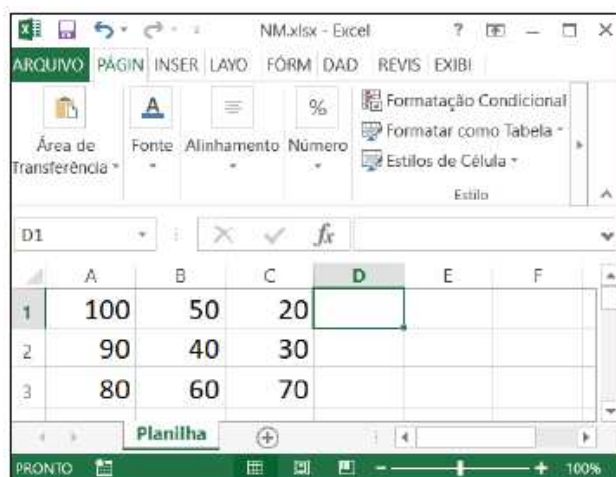 NM.xlsx - Excel ?
ARQUIVO PÁGIN INSER LAYO FÓRM DAD REVIS EXIBI
Área de Transferência
Fonte
Alinhamento
%
Número
Formatação Condicional
Formatar como Tabela
Estilos de Célula
Estilo
D1 fx
A B C D E F
1 100 50 20
2 90 40 30
3 80 60 70
Planilha
PRONTO 100%